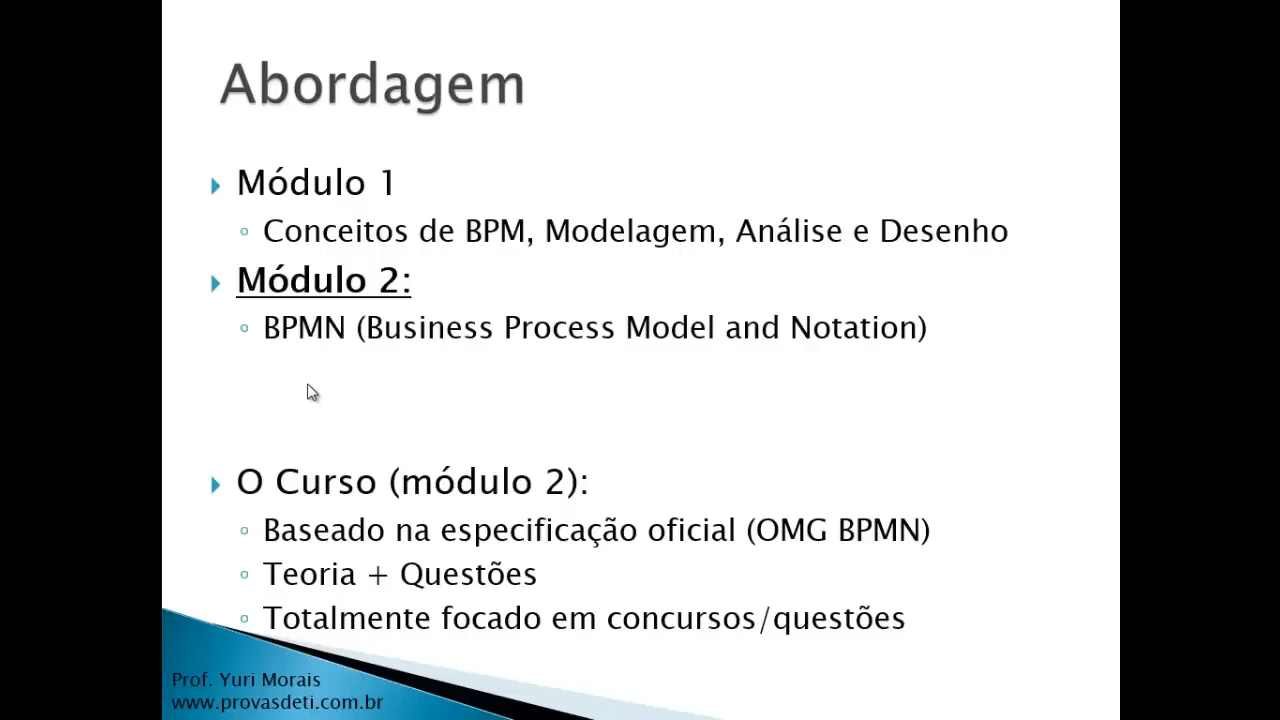 Abordagem
Módulo 1
Conceitos de BPM, Modelagem, Análise e Desenho
Módulo 2:
BPMN (Business Process Model and Notation)
O Curso (módulo 2):
Baseado na especificação oficial (OMG BPMN)
Teoria + Questões
Totalmente focado em concursos/questões
Prof. Yuri Morais
www.provasdeti.com.br